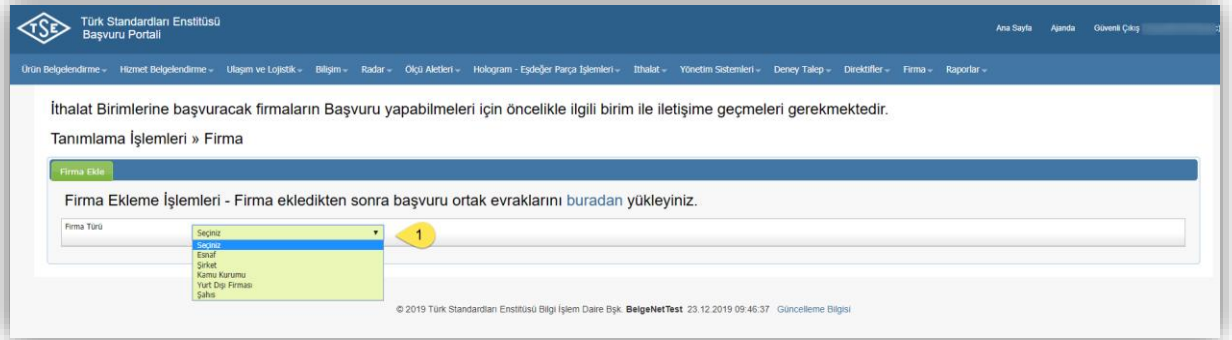 TSE
Türk Standardları Enstitüsü
Başvuru Portali
Ana Sayfa Ajanda Güvenli Çıkış
Ürün Belgelendirme Hizmet Belgelendirme Ulaşım ve Lojistik Bilişim Radar Ölçü Aletleri Hologram - Eşdeğer Parça İşlemleri Ithalat Yönetim Sistemleri Deney Talep Direktifler Firma Raporlar
İthalat Birimlerine başvuracak firmaların Başvuru yapabilmeleri için öncelikle ilgili birim ile iletişime geçmeleri gerekmektedir.
Tanımlama İşlemleri » Firma
Firma Ekle
Firma Ekleme İşlemleri - Firma ekledikten sonra başvuru ortak evraklarını buradan yükleyiniz.
Firma Türü
Seçiniz
1
Seçiniz
Esnaf
Şirket
Kamu Kurumu
Yurt Dışı Firması
Şahıs
© 2019 Türk Standardları Enstitüsü Bilgi İşlem Daire Bşk. BelgeNetTest 23.12.2019 09:46:37 Güncelleme Bilgisi